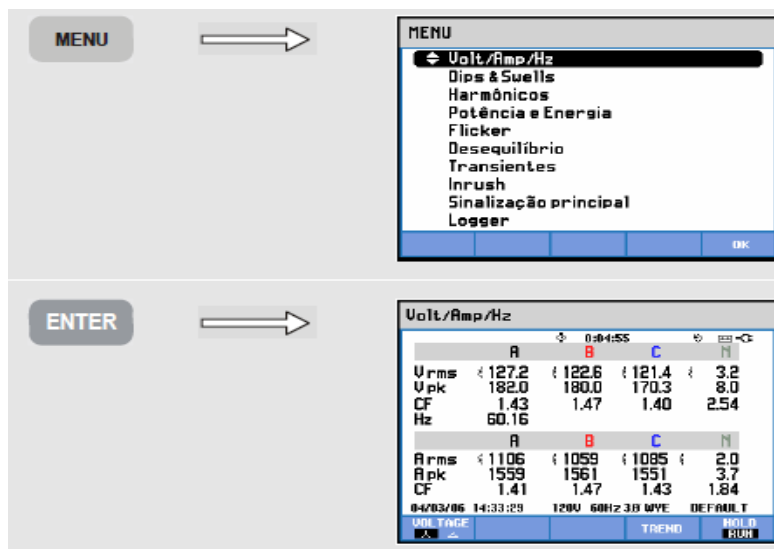 MENU
MENU
Volt/Amp/Hz
Dips & Swells
Harmónicos
Potência e Energia
Flicker
Desequilíbrio
Transientes
Inrush
Sinalização principal
Logger
OK
ENTER
Volt/Amp/Hz
0:04:55
A B C N
Vrms 127.2 122.6 121.4 3.2
Vpk 182.0 180.0 170.3 8.0
CF 1.43 1.47 1.40 2.54
Hz 60.16
A B C N
Arms 1106 1059 1085 2.0
Apk 1559 1561 1551 3.7
CF 1.41 1.47 1.43 1.84
04/03/06 14:33:29 120V 60Hz 3Ø WYE DEFAULT
VOLTAGE TREND HOLD
RUN